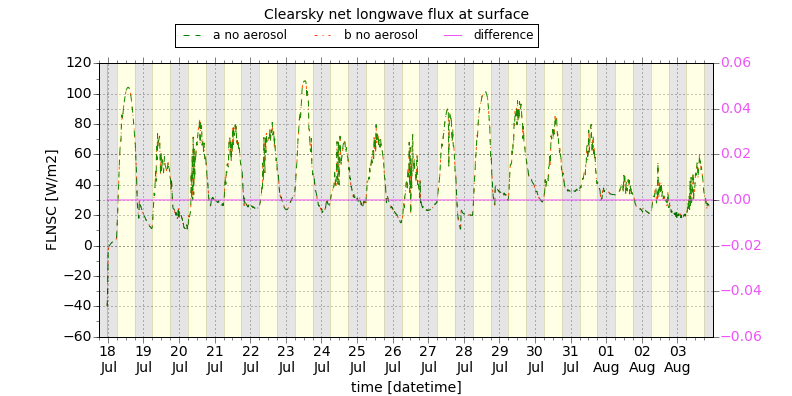 Clearsky net longwave flux at surface
a no aerosol b no aerosol difference
120 0.06
100 0.04
80
60 0.02
40
0.00
20
0 −0.02
−20
−40 −0.04
−60 −0.06
FLNSC [W/m2]
18 19 20 21 22 23 24 25 26 27 28 29 30 31 01 02 03
Jul Jul Jul Jul Jul Jul Jul Jul Jul Jul Jul Jul Jul Jul Aug Aug Aug
time [datetime]